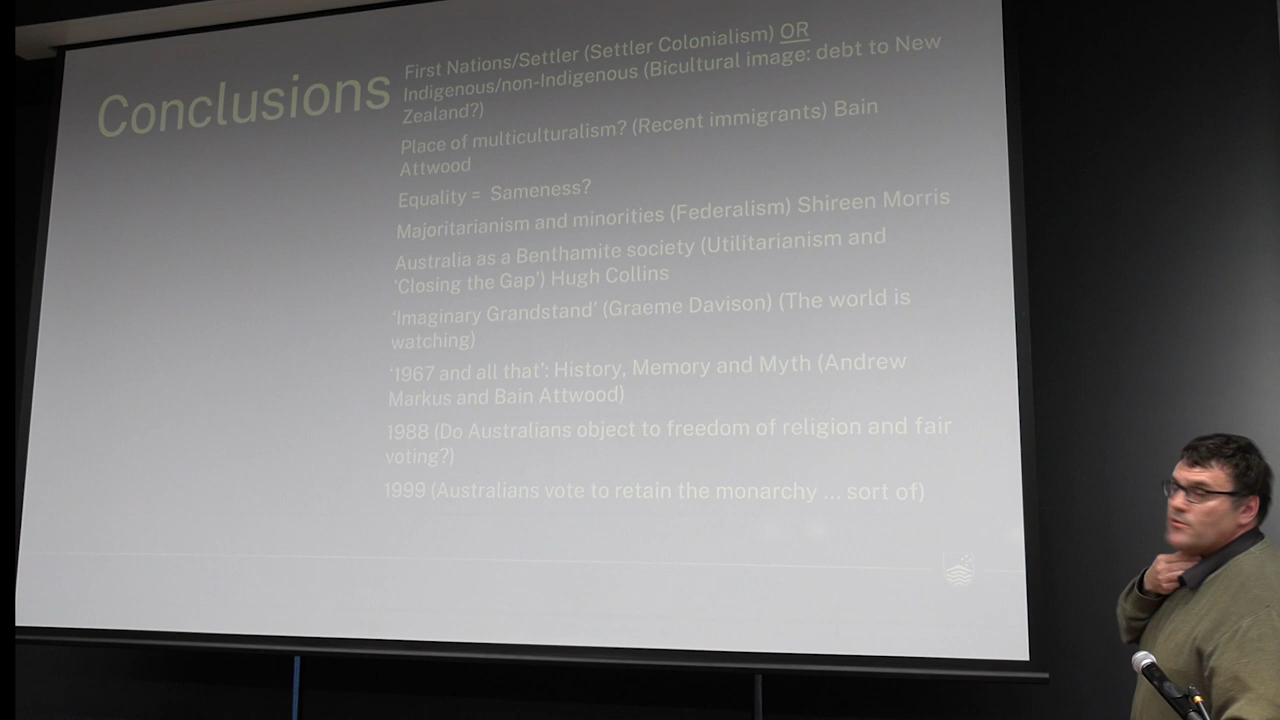 Conclusions
First Nations/Settler (Settler Colonialism) OR
Indigenous/non-Indigenous (Bicultural image: debt to New
Zealand?)
Place of multiculturalism? (Recent immigrants) Bain
Attwood
Equality = Sameness?
Majoritarianism and minorities (Federalism) Shireen Morris
Australia as a Benthamite society (Utilitarianism and
‘Closing the Gap’) Hugh Collins
‘Imaginary Grandstand’ (Graeme Davison) (The world is
watching)
‘1967 and all that’: History, Memory and Myth (Andrew
Markus and Bain Attwood)
1988 (Do Australians object to freedom of religion and fair
voting?)
1999 (Australians vote to retain the monarchy ... sort of)